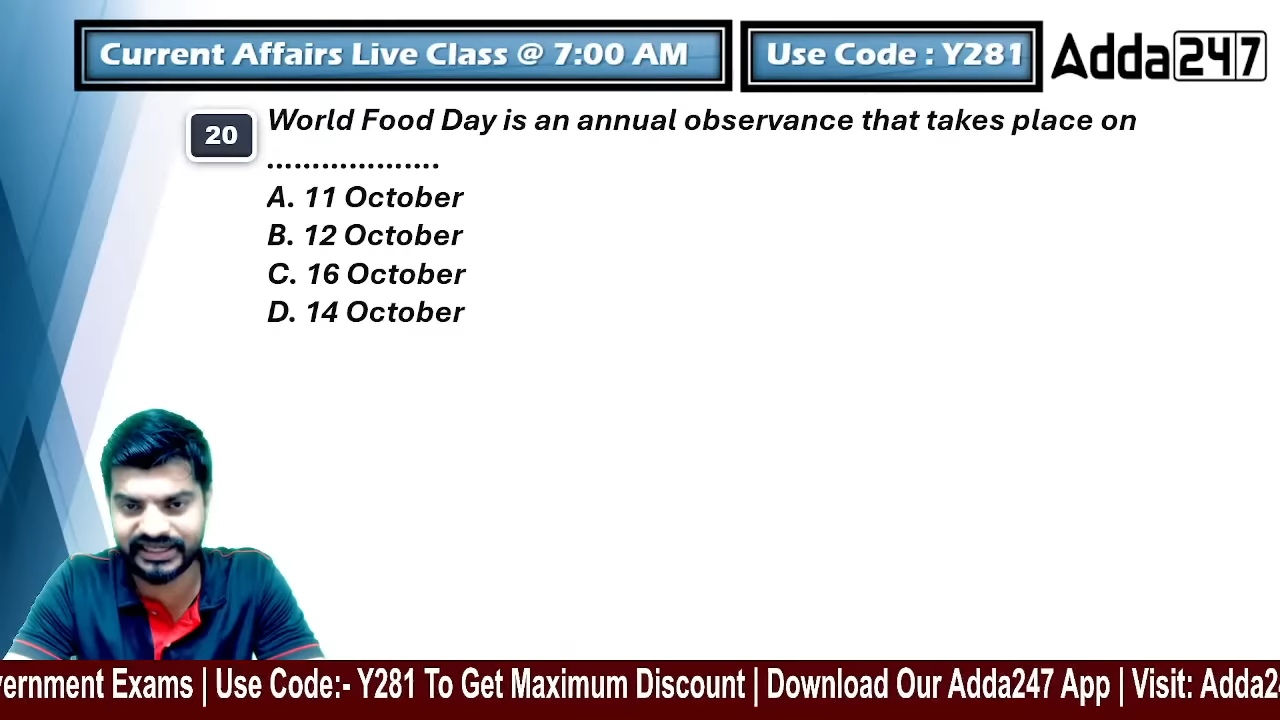 Current Affairs Live Class @ 7:00 AM
Use Code : Y281
Adda247
20
World Food Day is an annual observance that takes place on
...................
A. 11 October
B. 12 October
C. 16 October
D. 14 October
vernment Exams | Use Code:- Y281 To Get Maximum Discount | Download Our Adda247 App | Visit: Adda24